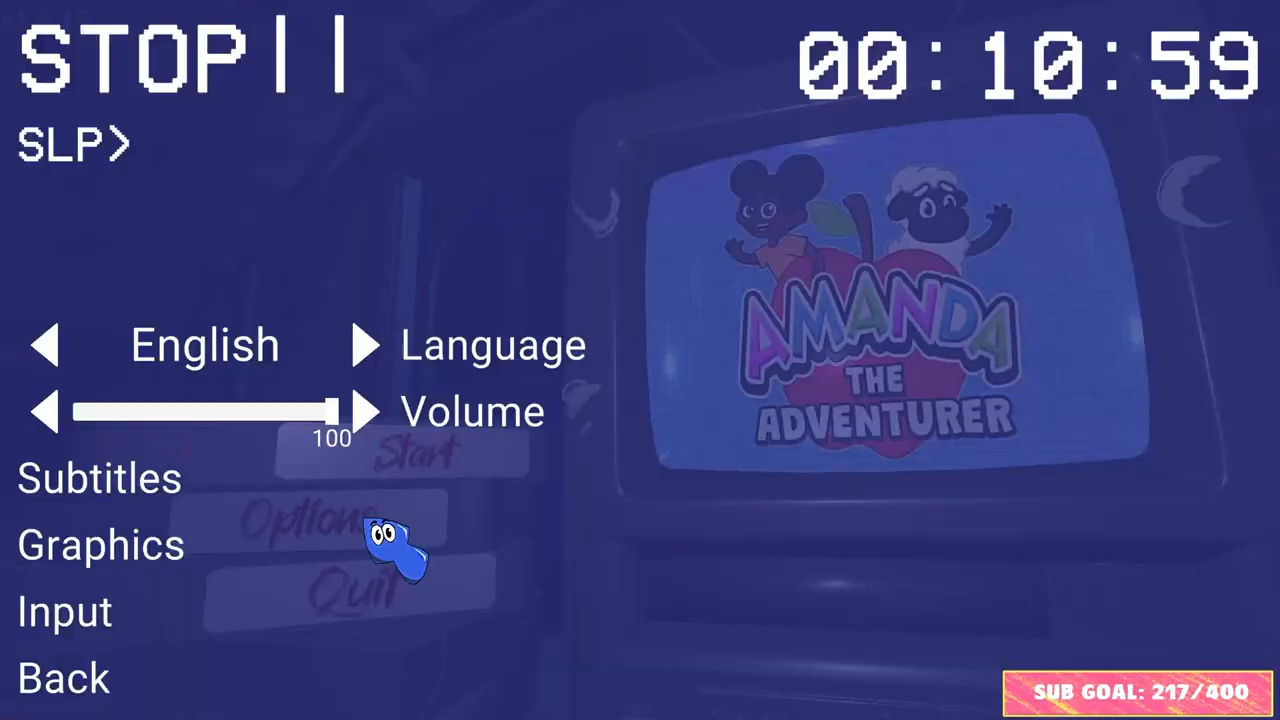 STOP||
00:10:59
SLP>
AMANDA
THE
ADVENTURER
English
Language
Volume
100
Start
Subtitles
Options
Graphics
Quit
Input
Back
SUB GOAL: 217/400